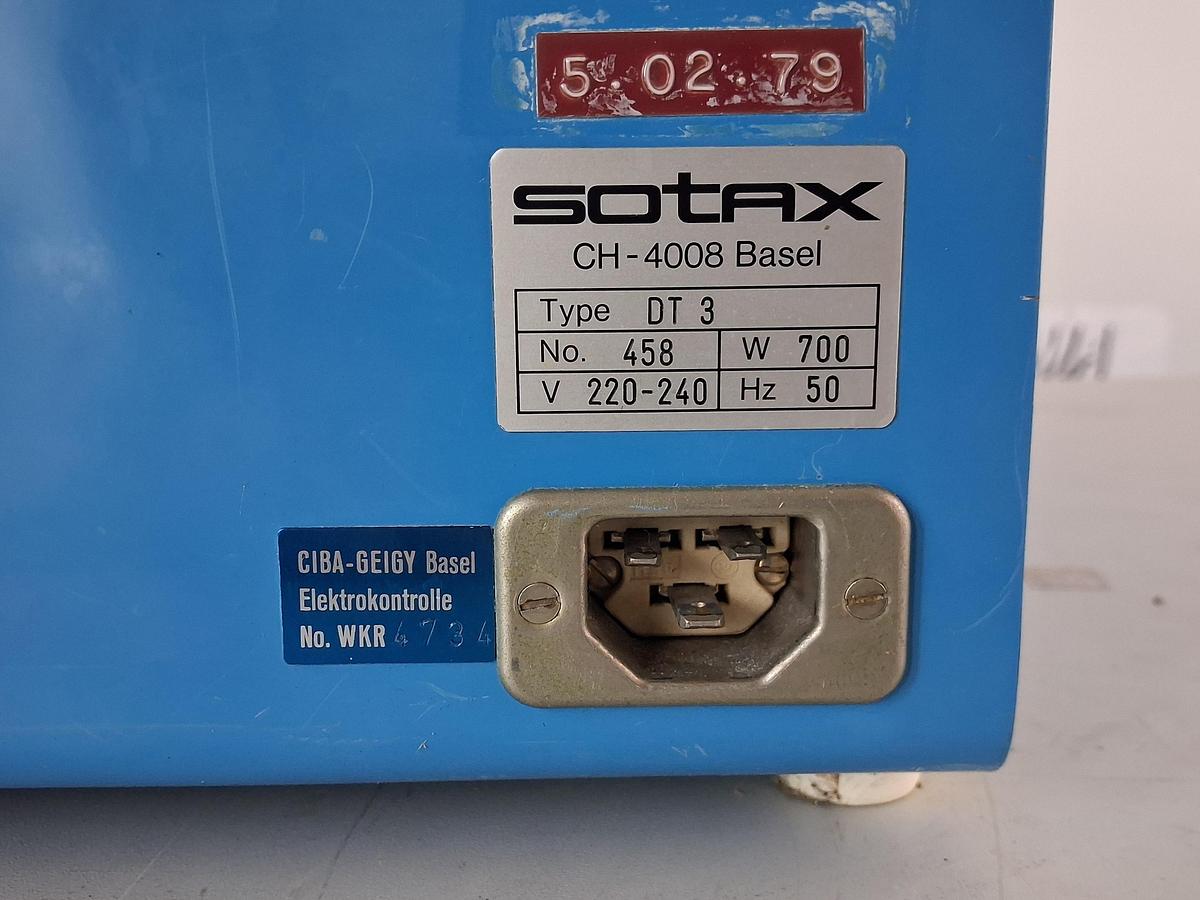 5.02.79
sotax
CH-4008 Basel
Type DT 3
No. 458 W 700
V 220-240 Hz 50
CIBA-GEIGY Basel
Elektrokontrolle
No. WKR 4734